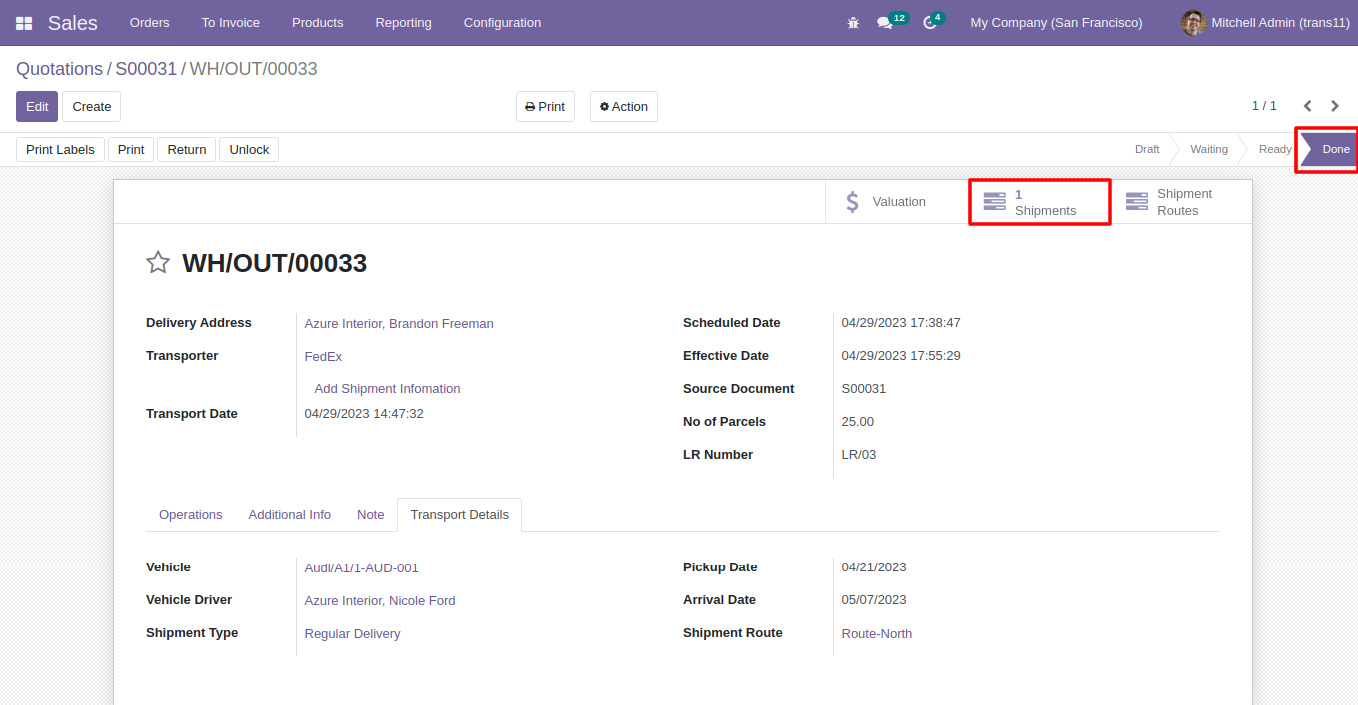 Sales Orders To Invoice Products Reporting Configuration 12 4 My Company (San Francisco) Mitchell Admin (trans11)
Quotations / S00031 / WH/OUT/00033
Edit Create Print Action 1 / 1
Print Labels Print Return Unlock Draft Waiting Ready Done
Valuation 1 Shipments Shipment Routes
WH/OUT/00033
Delivery Address Azure Interior, Brandon Freeman Scheduled Date 04/29/2023 17:38:47
Transporter FedEx Effective Date 04/29/2023 17:55:29
Add Shipment Infomation Source Document S00031
Transport Date 04/29/2023 14:47:32
No of Parcels 25.00
LR Number LR/03
Operations Additional Info Note Transport Details
Vehicle Audi/A1/1-AUD-001 Pickup Date 04/21/2023
Vehicle Driver Azure Interior, Nicole Ford Arrival Date 05/07/2023
Shipment Type Regular Delivery Shipment Route Route-North